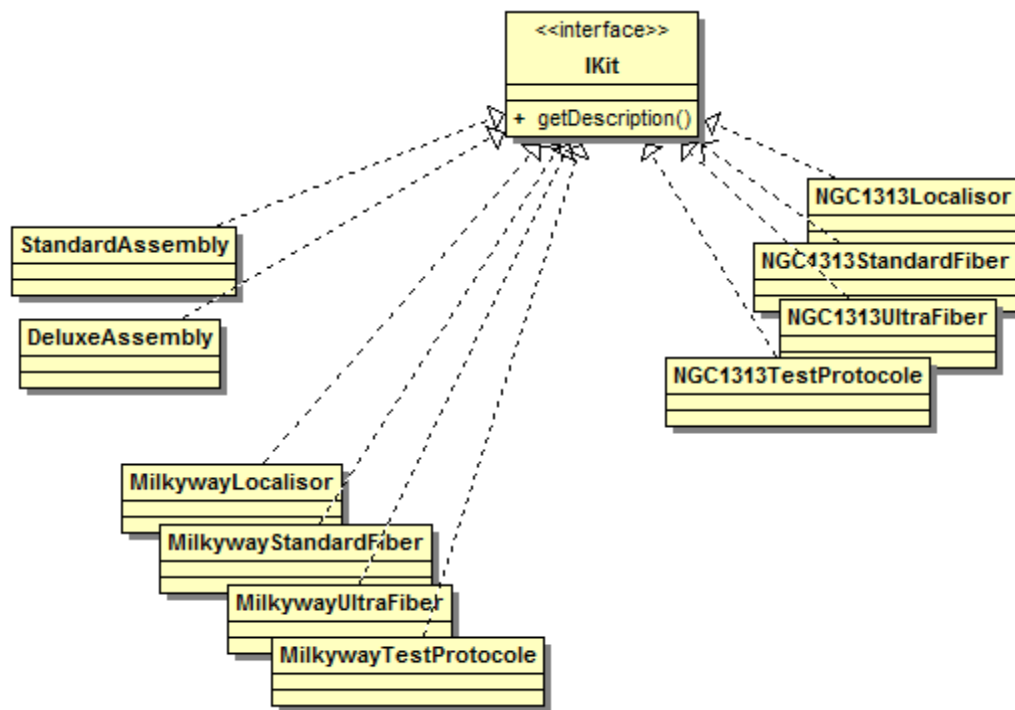 <<interface>>
IKit
+ getDescription()
NGC1313Localisor
StandardAssembly
NGC1313StandardFiber
NGC1313UltraFiber
DeluxeAssembly
NGC1313TestProtocole
MilkywayLocalisor
MilkywayStandardFiber
MilkywayUltraFiber
MilkywayTestProtocole